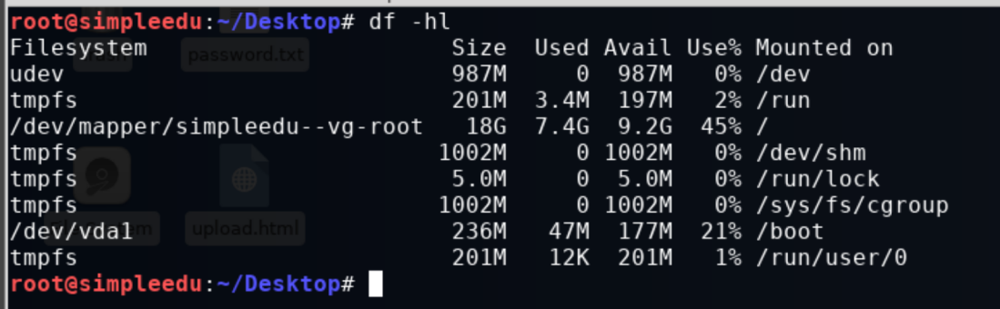 root@simpleedu:~/Desktop# df -hl
Filesystem Size Used Avail Use% Mounted on
password.txt
udev 987M 0 987M 0% /dev
tmpfs 201M 3.4M 197M 2% /run
/dev/mapper/simpleedu--vg-root 18G 7.4G 9.2G 45% /
tmpfs 1002M 0 1002M 0% /dev/shm
tmpfs 5.0M 0 5.0M 0% /run/lock
tmpfs 1002M 0 1002M 0% /sys/fs/cgroup
/dev/vda1 236M 47M 177M 21% /boot
upload.html
tmpfs 201M 12K 201M 1% /run/user/0
root@simpleedu:~/Desktop#